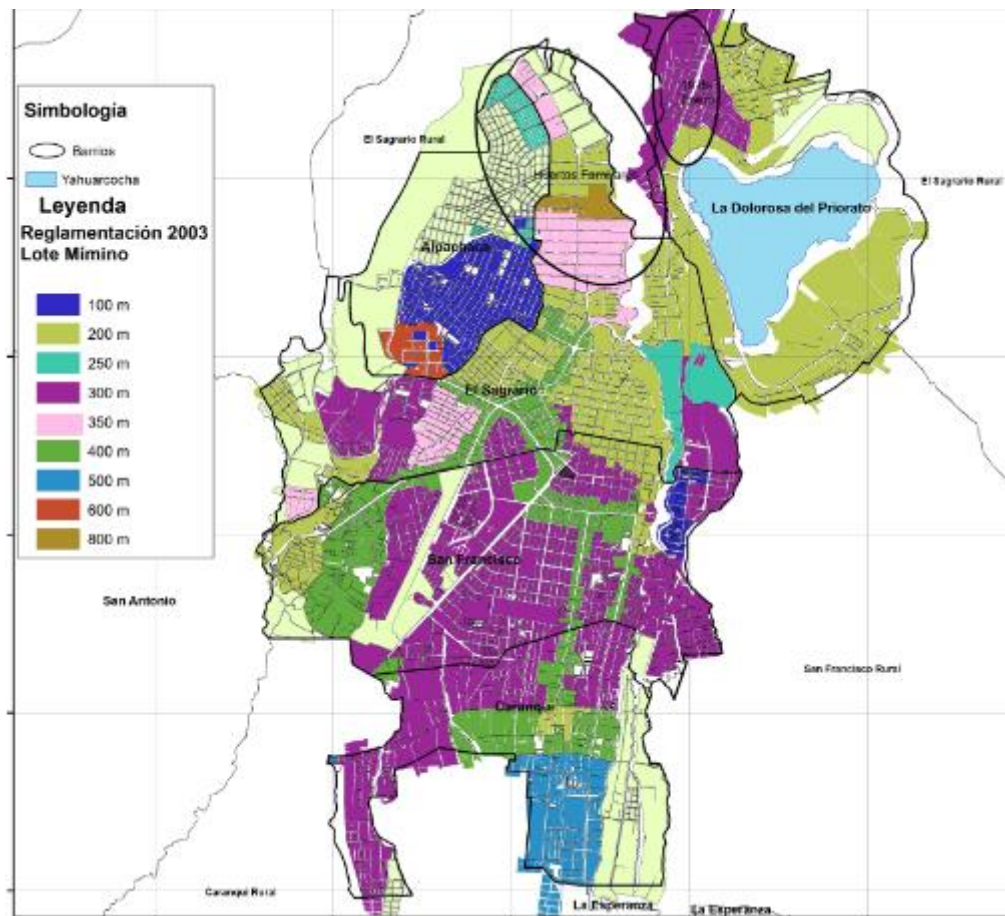 Simbología
Barrios
Yahuarcocha
Leyenda
Reglamentación 2003
Lote Mimino
100 m
200 m
250 m
300 m
350 m
400 m
500 m
600 m
800 m
El Sagrario Rural
El Sagrario Rural
La Dolorosa del Priorato
Alpachaca
El Sagrario
San Francisco
San Antonio
San Francisco Rural
Caranqui
Caranqui Rural
La Esperanza
La Esperanza